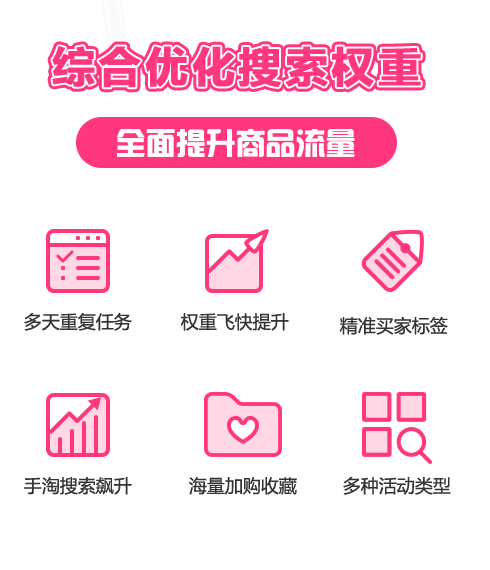 综合优化搜索权重
全面提升商品流量
多天重复任务
权重飞快提升
精准买家标签
手淘搜索飙升
海量加购收藏
多种活动类型